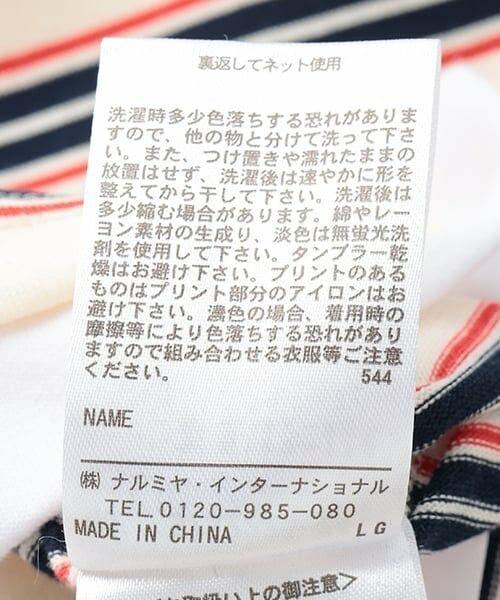 裏返してネット使用
洗濯時多少色落ちする恐れがありま
すので、他の物と分けて洗って下さ
い。また、つけ置きや濡れたままの
放置はせず、洗濯後は速やかに形を
整えてから干して下さい。洗濯後は
多少縮む場合があります。綿やレー
ヨン素材の生成り、淡色は無蛍光洗
剤を使用して下さい。タンブラー乾
燥はお避け下さい。プリントのある
ものはプリント部分のアイロンはお
避け下さい。濃色の場合、着用時の
摩擦等により色落ちする恐れがあり
ますので組み合わせる衣服等ご注意
ください。 544
NAME
㈱ ナルミヤ・インターナショナル
TEL.0120-985-080
MADE IN CHINA LG
取扱い上の御注意>